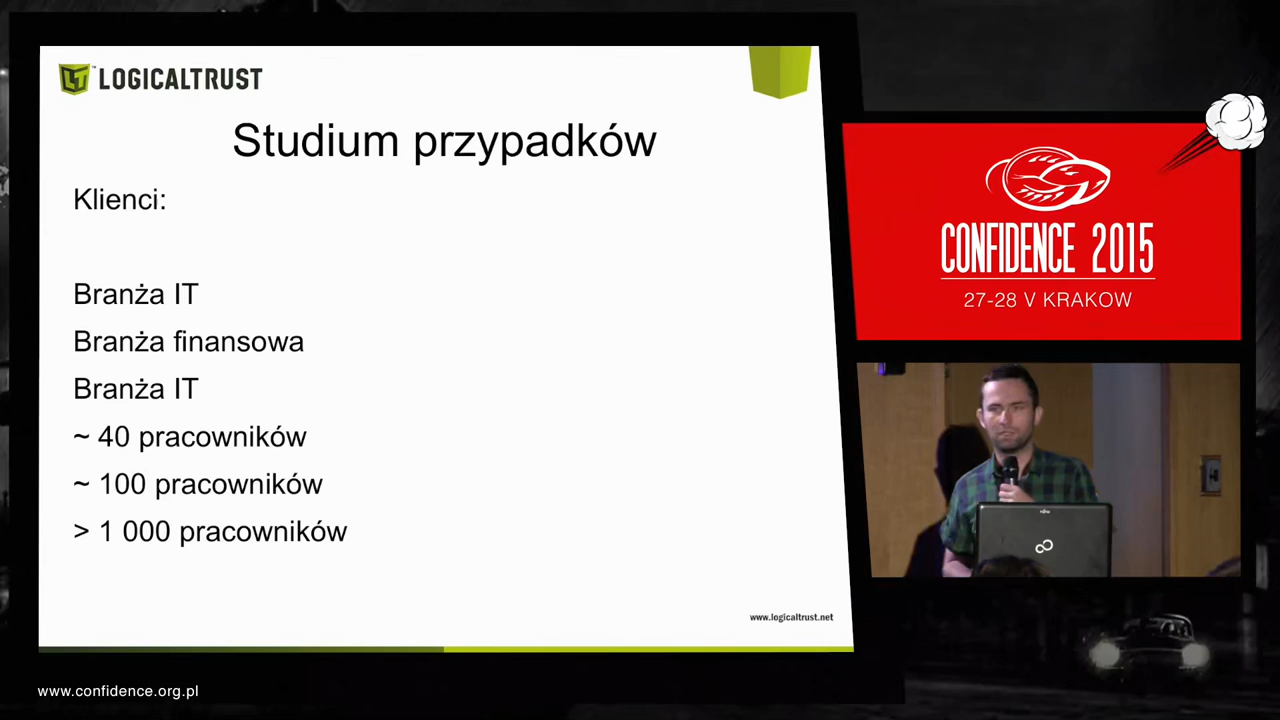 LOGICALTRUST
Studium przypadków
Klienci:
Branża IT
Branża finansowa
Branża IT
~ 40 pracowników
~ 100 pracowników
> 1 000 pracowników
www.logicaltrust.net
CONFIDENCE 2015
27-28 V KRAKOW
www.confidence.org.pl